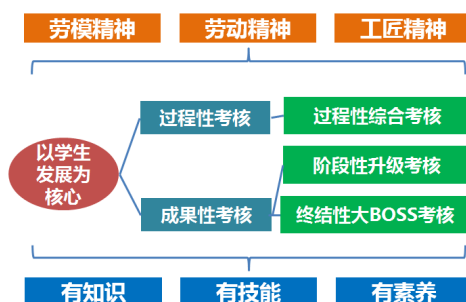 劳模精神
劳动精神
工匠精神
过程性考核
过程性综合考核
以学生
发展为
核心
阶段性升级考核
成果性考核
终结性大BOSS考核
有知识
有技能
有素养